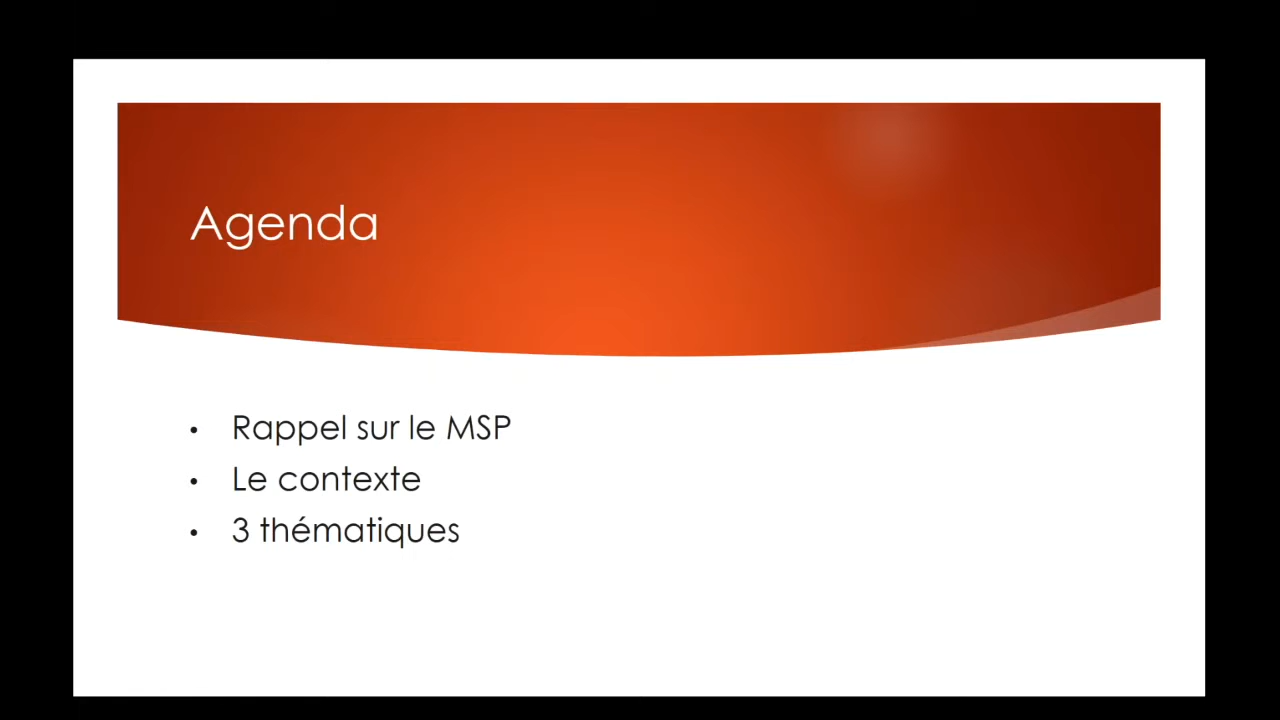 Agenda
• Rappel sur le MSP
• Le contexte
• 3 thématiques